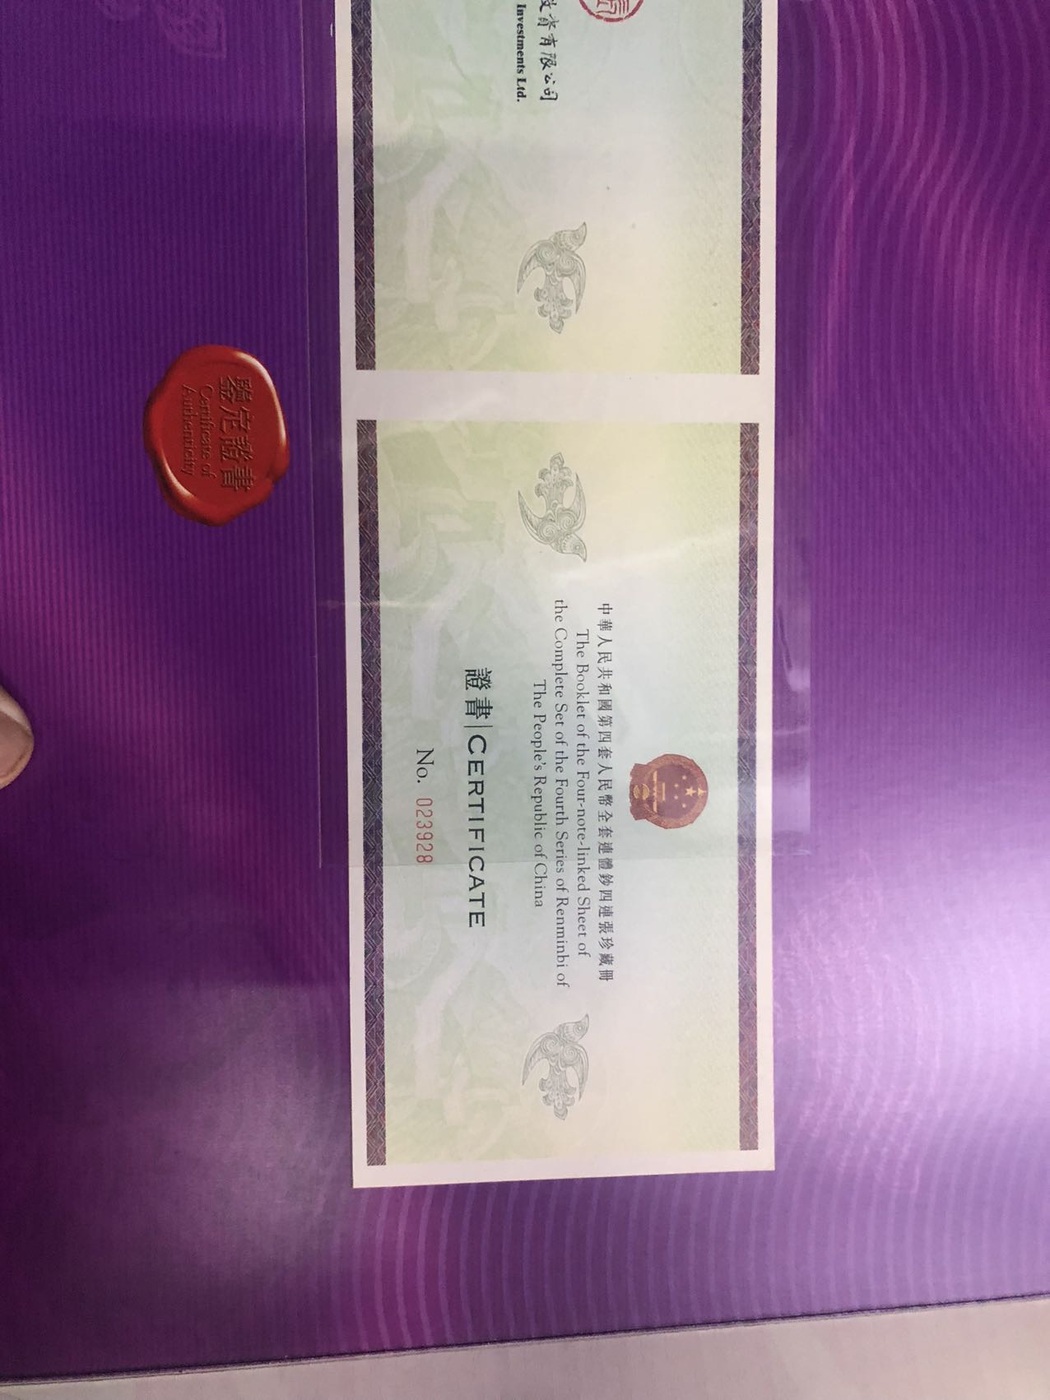 有限公司
Investments Ltd.
中華人民共和國第四套人民幣全套連體鈔四連張珍藏冊
The Booklet of the Four-note-linked Sheet of
the Complete Set of the Fourth Series of Renminbi of
The People's Republic of China
證書|CERTIFICATE
No. 023928
鑒定證書
Certificate of
Authenticity